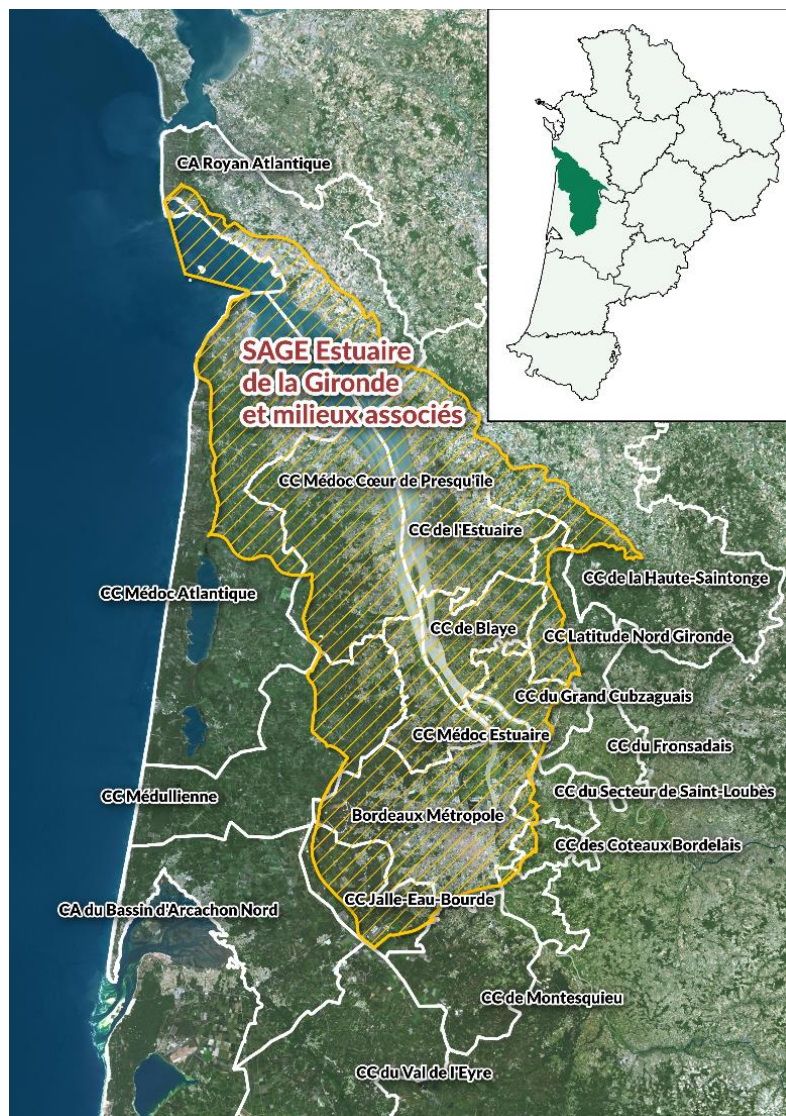 CA Royan Atlantique
SAGE Estuaire
de la Gironde
et milieux associés
CC Médoc Cœur de Presqu'île
CC de l'Estuaire
CC de la Haute-Saintonge
CC Médoc Atlantique
CC de Blaye
CC Latitude Nord Gironde
CC du Grand Cubzaguais
CC Médoc Estuaire
CC du Fronsadais
CC Médullienne
CC du Secteur de Saint-Loubès
Bordeaux Métropole
CC des Coteaux Bordelais
CC Jalle-Eau-Bourde
CA du Bassin d'Arcachon Nord
CC de Montesquieu
CC du Val de l'Eyre